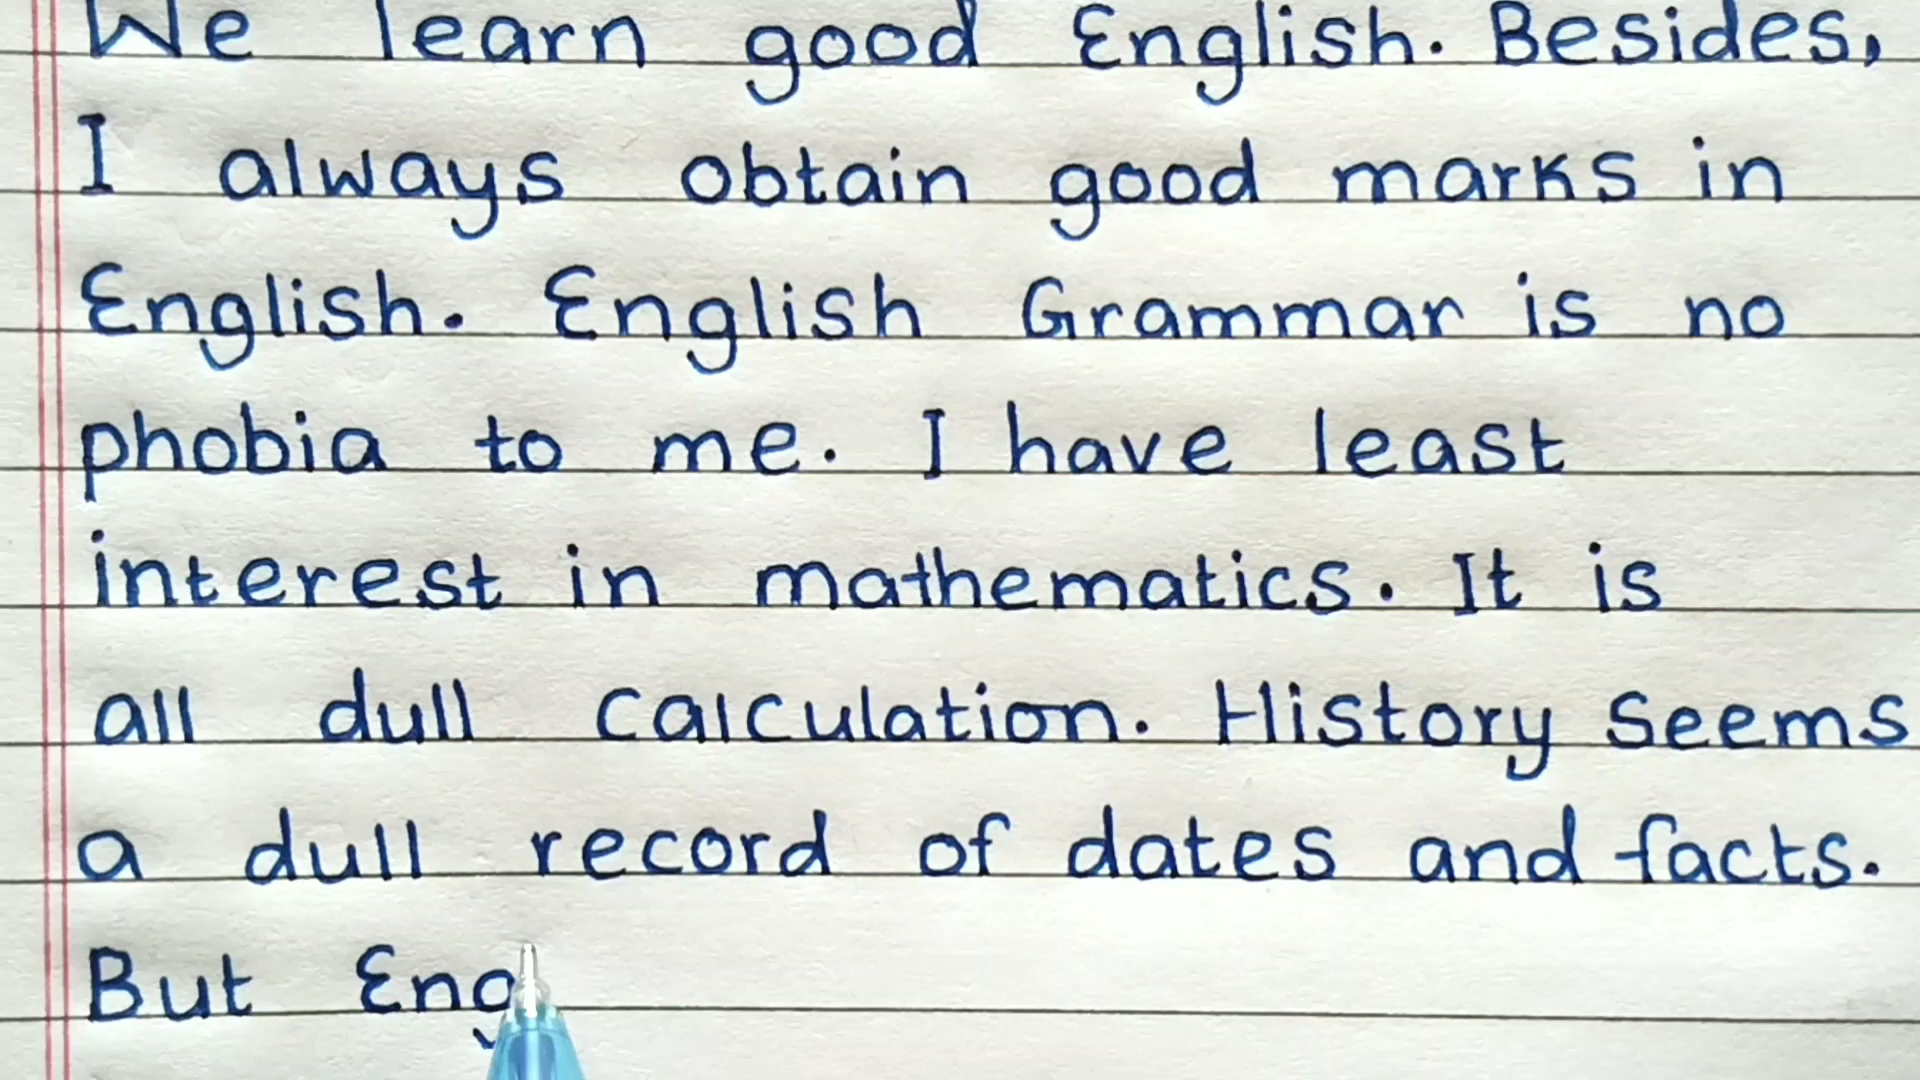 We learn good English. Besides,
I always obtain good marks in
English. English Grammar is no
phobia to me. I have least
interest in mathematics. It is
all dull calculation. History seems
a dull record of dates and facts.
But Eng